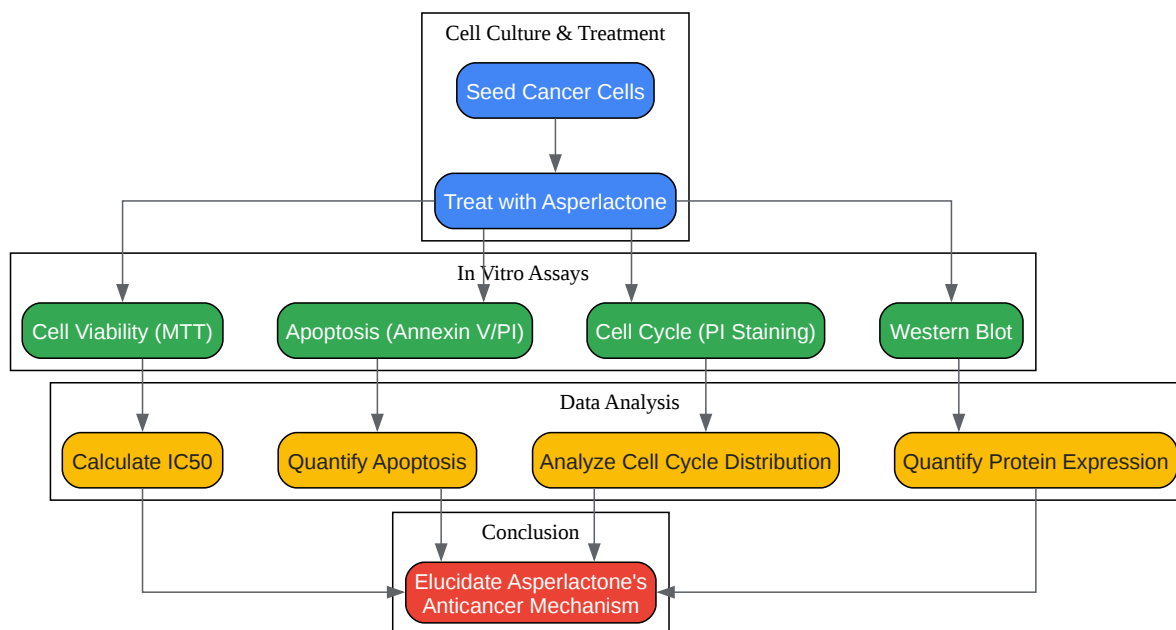 Cell Culture & Treatment
Seed Cancer Cells
Treat with Asperlactone
In Vitro Assays
Cell Viability (MTT)
Apoptosis (Annexin V/PI)
Cell Cycle (PI Staining)
Western Blot
Data Analysis
Calculate IC50
Quantify Apoptosis
Analyze Cell Cycle Distribution
Quantify Protein Expression
Conclusion
Elucidate Asperlactone's
Anticancer Mechanism